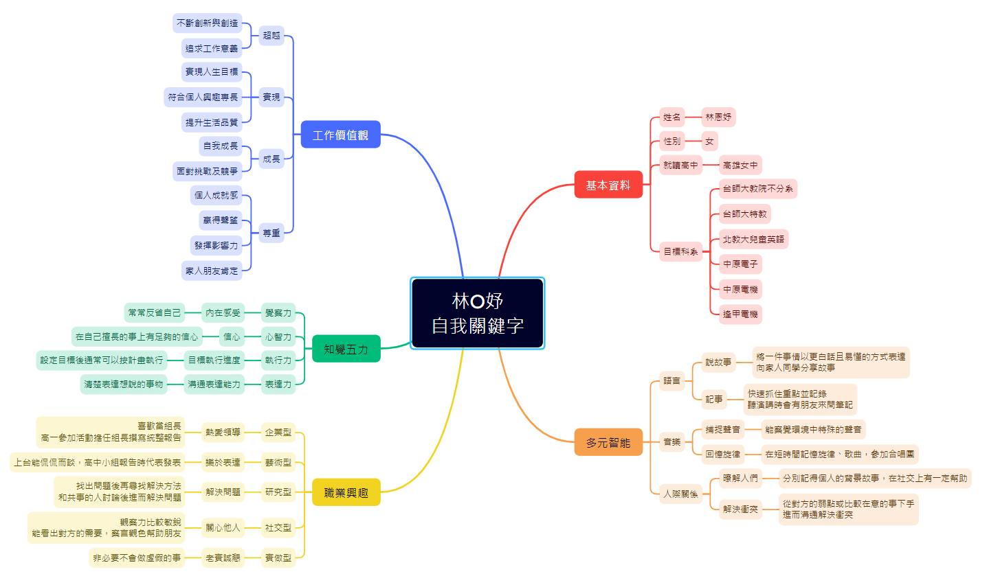 林O妤
自我關鍵字
基本資料
姓名
林恩妤
性別
女
就讀高中
高雄女中
目標科系
台師大教院不分系
台師大特教
北教大兒童英語
中原電子
中原電機
逢甲電機
多元智能
語言
說故事
將一件事情以更白話且易懂的方式表達
向家人同學分享故事
記事
快速抓住重點並記錄
聽演講時會有朋友來問筆記
音樂
捕捉聲音
能察覺環境中特殊的聲音
回憶旋律
在短時間記憶旋律、歌曲，參加合唱團
人際關係
瞭解人們
分別記得個人的背景故事，在社交上有一定幫助
解決衝突
從對方的弱點或比較在意的事下手
進而溝通解決衝突
工作價值觀
超越
不斷創新與創造
追求工作意義
實現
實現人生目標
符合個人興趣專長
提升生活品質
成長
自我成長
面對挑戰及競爭
尊重
個人成就感
贏得聲望
發揮影響力
家人朋友肯定
知覺五力
覺察力
內在感受
常常反省自己
心智力
信心
在自己擅長的事上有足夠的信心
執行力
目標執行進度
設定目標後通常可以按計畫執行
表達力
溝通表達能力
清楚表達想說的事物
職業興趣
企業型
熱愛領導
喜歡當組長
高一參加活動擔任組長撰寫統整報告
藝術型
樂於表達
上台能侃侃而談，高中小組報告時代表發表
研究型
解決問題
找出問題後再尋找解決方法
和共事的人討論後進而解決問題
社交型
關心他人
觀察力比較敏銳
能看出對方的需要，察言觀色幫助朋友
實做型
老實誠懇
非必要不會做虛假的事